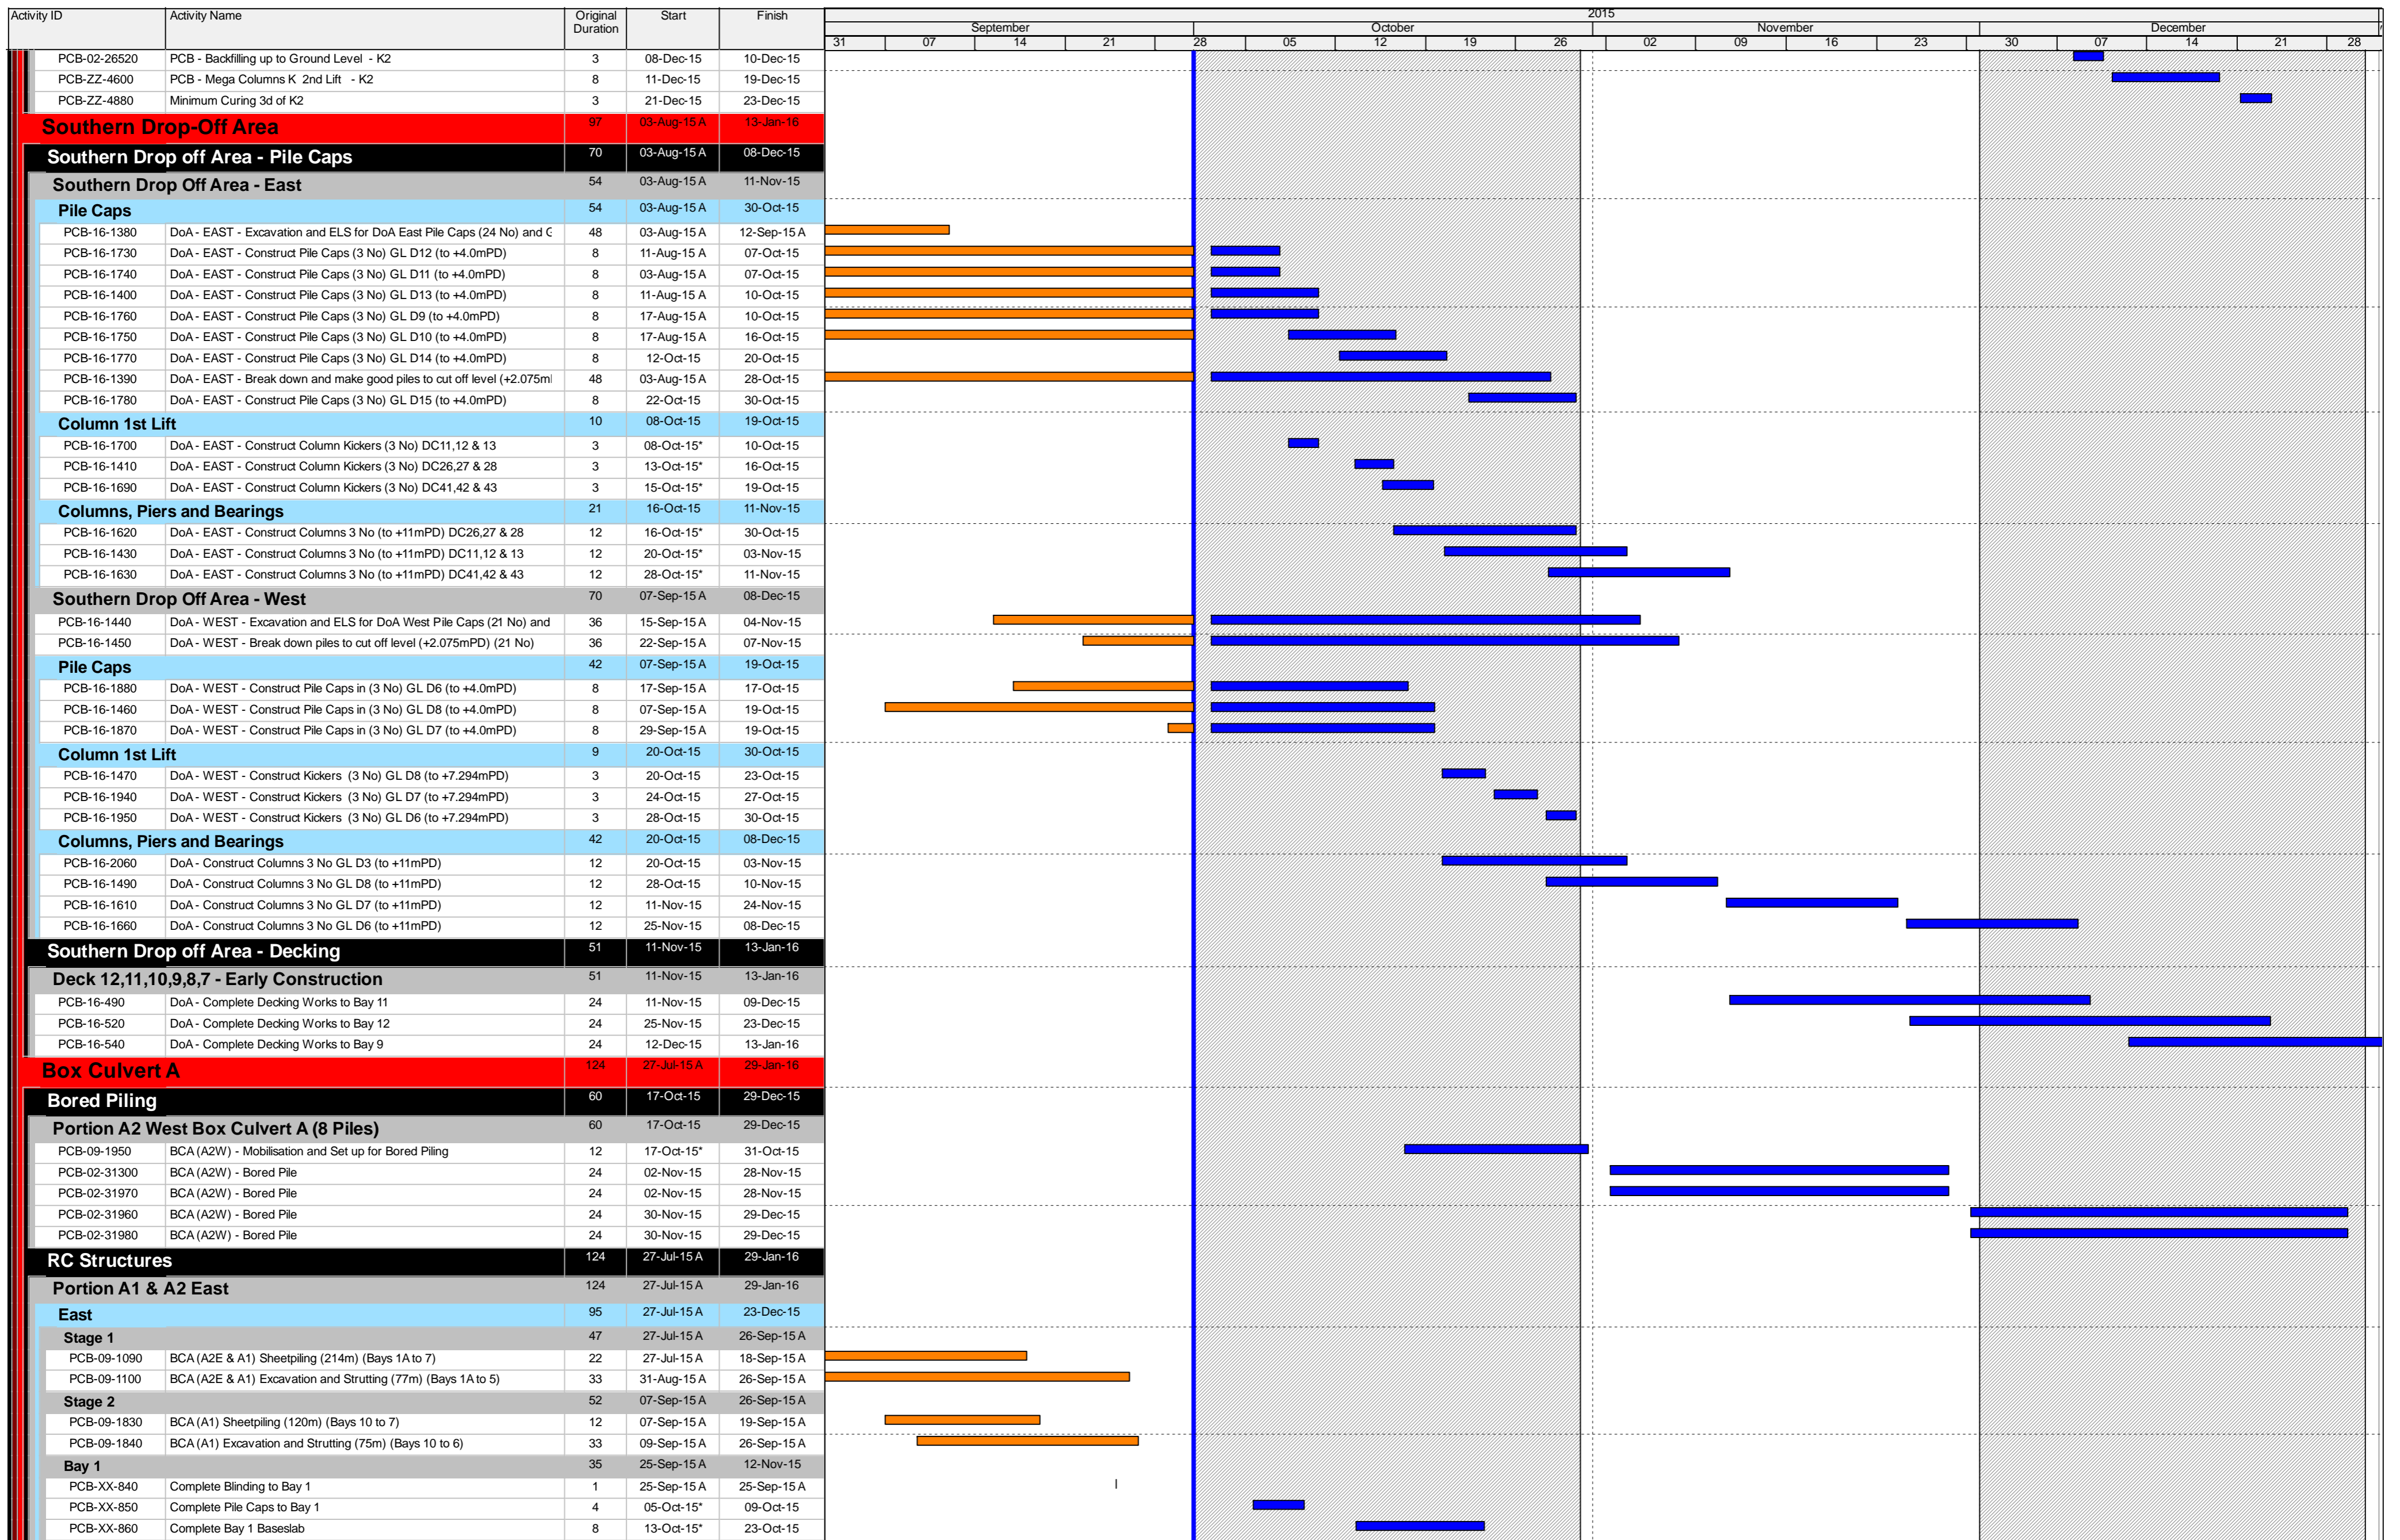 Activity ID Activity Name Original Duration Start Finish 2015
September October November December
31 07 14 21 28 05 12 19 26 02 09 16 23 30 07 14 21 28
PCB-02-26520 PCB - Backfilling up to Ground Level - K2 3 08-Dec-15 10-Dec-15
PCB-ZZ-4600 PCB - Mega Columns K 2nd Lift - K2 8 11-Dec-15 19-Dec-15
PCB-ZZ-4880 Minimum Curing 3d of K2 3 21-Dec-15 23-Dec-15
Southern Drop-Off Area 97 03-Aug-15 A 13-Jan-16
Southern Drop off Area - Pile Caps 70 03-Aug-15 A 08-Dec-15
Southern Drop Off Area - East 54 03-Aug-15 A 11-Nov-15
Pile Caps 54 03-Aug-15 A 30-Oct-15
PCB-16-1380 DoA - EAST - Excavation and ELS for DoA East Pile Caps (24 No) and 48 03-Aug-15 A 12-Sep-15 A
PCB-16-1730 DoA - EAST - Construct Pile Caps (3 No) GL D12 (to +4.0mPD) 8 11-Aug-15 A 07-Oct-15
PCB-16-1740 DoA - EAST - Construct Pile Caps (3 No) GL D11 (to +4.0mPD) 8 03-Aug-15 A 07-Oct-15
PCB-16-1400 DoA - EAST - Construct Pile Caps (3 No) GL D13 (to +4.0mPD) 8 11-Aug-15 A 10-Oct-15
PCB-16-1760 DoA - EAST - Construct Pile Caps (3 No) GL D9 (to +4.0mPD) 8 17-Aug-15 A 10-Oct-15
PCB-16-1750 DoA - EAST - Construct Pile Caps (3 No) GL D10 (to +4.0mPD) 8 17-Aug-15 A 16-Oct-15
PCB-16-1770 DoA - EAST - Construct Pile Caps (3 No) GL D14 (to +4.0mPD) 8 12-Oct-15 20-Oct-15
PCB-16-1390 DoA - EAST - Break down and make good piles to cut off level (+2.075m 48 03-Aug-15 A 28-Oct-15
PCB-16-1780 DoA - EAST - Construct Pile Caps (3 No) GL D15 (to +4.0mPD) 8 22-Oct-15 30-Oct-15
Column 1st Lift 10 08-Oct-15 19-Oct-15
PCB-16-1700 DoA - EAST - Construct Column Kickers (3 No) DC11,12 & 13 3 08-Oct-15* 10-Oct-15
PCB-16-1410 DoA - EAST - Construct Column Kickers (3 No) DC26,27 & 28 3 13-Oct-15* 16-Oct-15
PCB-16-1690 DoA - EAST - Construct Column Kickers (3 No) DC41,42 & 43 3 15-Oct-15* 19-Oct-15
Columns, Piers and Bearings 21 16-Oct-15 11-Nov-15
PCB-16-1620 DoA - EAST - Construct Columns 3 No (to +11mPD) DC26,27 & 28 12 16-Oct-15* 30-Oct-15
PCB-16-1430 DoA - EAST - Construct Columns 3 No (to +11mPD) DC11,12 & 13 12 20-Oct-15* 03-Nov-15
PCB-16-1630 DoA - EAST - Construct Columns 3 No (to +11mPD) DC41,42 & 43 12 28-Oct-15* 11-Nov-15
Southern Drop Off Area - West 70 07-Sep-15 A 08-Dec-15
PCB-16-1440 DoA - WEST - Excavation and ELS for DoA West Pile Caps (21 No) and 36 15-Sep-15 A 04-Nov-15
PCB-16-1450 DoA - WEST - Break down piles to cut off level (+2.075mPD) (21 No) 36 22-Sep-15 A 07-Nov-15
Pile Caps 42 07-Sep-15 A 19-Oct-15
PCB-16-1880 DoA - WEST - Construct Pile Caps in (3 No) GL D6 (to +4.0mPD) 8 17-Sep-15 A 17-Oct-15
PCB-16-1460 DoA - WEST - Construct Pile Caps in (3 No) GL D8 (to +4.0mPD) 8 07-Sep-15 A 19-Oct-15
PCB-16-1870 DoA - WEST - Construct Pile Caps in (3 No) GL D7 (to +4.0mPD) 8 29-Sep-15 A 19-Oct-15
Column 1st Lift 9 20-Oct-15 30-Oct-15
PCB-16-1470 DoA - WEST - Construct Kickers (3 No) GL D8 (to +7.294mPD) 3 20-Oct-15 23-Oct-15
PCB-16-1940 DoA - WEST - Construct Kickers (3 No) GL D7 (to +7.294mPD) 3 24-Oct-15 27-Oct-15
PCB-16-1950 DoA - WEST - Construct Kickers (3 No) GL D6 (to +7.294mPD) 3 28-Oct-15 30-Oct-15
Columns, Piers and Bearings 42 20-Oct-15 08-Dec-15
PCB-16-2060 DoA - Construct Columns 3 No GL D3 (to +11mPD) 12 20-Oct-15 03-Nov-15
PCB-16-1490 DoA - Construct Columns 3 No GL D8 (to +11mPD) 12 28-Oct-15 10-Nov-15
PCB-16-1610 DoA - Construct Columns 3 No GL D7 (to +11mPD) 12 11-Nov-15 24-Nov-15
PCB-16-1660 DoA - Construct Columns 3 No GL D6 (to +11mPD) 12 25-Nov-15 08-Dec-15
Southern Drop off Area - Decking 51 11-Nov-15 13-Jan-16
Deck 12,11,10,9,8,7 - Early Construction 51 11-Nov-15 13-Jan-16
PCB-16-490 DoA - Complete Decking Works to Bay 11 24 11-Nov-15 09-Dec-15
PCB-16-520 DoA - Complete Decking Works to Bay 12 24 25-Nov-15 23-Dec-15
PCB-16-540 DoA - Complete Decking Works to Bay 9 24 12-Dec-15 13-Jan-16
Box Culvert A 124 27-Jul-15 A 29-Jan-16
Bored Piling 60 17-Oct-15 29-Dec-15
Portion A2 West Box Culvert A (8 Piles) 60 17-Oct-15 29-Dec-15
PCB-09-1950 BCA (A2W) - Mobilisation and Set up for Bored Piling 12 17-Oct-15* 31-Oct-15
PCB-02-31300 BCA (A2W) - Bored Pile 24 02-Nov-15 28-Nov-15
PCB-02-31970 BCA (A2W) - Bored Pile 24 02-Nov-15 28-Nov-15
PCB-02-31960 BCA (A2W) - Bored Pile 24 30-Nov-15 29-Dec-15
PCB-02-31980 BCA (A2W) - Bored Pile 24 30-Nov-15 29-Dec-15
RC Structures 124 27-Jul-15 A 29-Jan-16
Portion A1 & A2 East 124 27-Jul-15 A 29-Jan-16
East 95 27-Jul-15 A 23-Dec-15
Stage 1 47 27-Jul-15 A 26-Sep-15 A
PCB-09-1090 BCA (A2E & A1) Sheetpiling (214m) (Bays 1A to 7) 22 27-Jul-15 A 18-Sep-15 A
PCB-09-1100 BCA (A2E & A1) Excavation and Strutting (77m) (Bays 1A to 5) 33 31-Aug-15 A 26-Sep-15 A
Stage 2 52 07-Sep-15 A 26-Sep-15 A
PCB-09-1830 BCA (A1) Sheetpiling (120m) (Bays 10 to 7) 12 07-Sep-15 A 19-Sep-15 A
PCB-09-1840 BCA (A1) Excavation and Strutting (75m) (Bays 10 to 6) 33 09-Sep-15 A 26-Sep-15 A
Bay 1 35 25-Sep-15 A 12-Nov-15
PCB-XX-840 Complete Blinding to Bay 1 1 25-Sep-15 A 25-Sep-15 A
PCB-XX-850 Complete Pile Caps to Bay 1 4 05-Oct-15* 09-Oct-15
PCB-XX-860 Complete Bay 1 Baseslab 8 13-Oct-15* 23-Oct-15